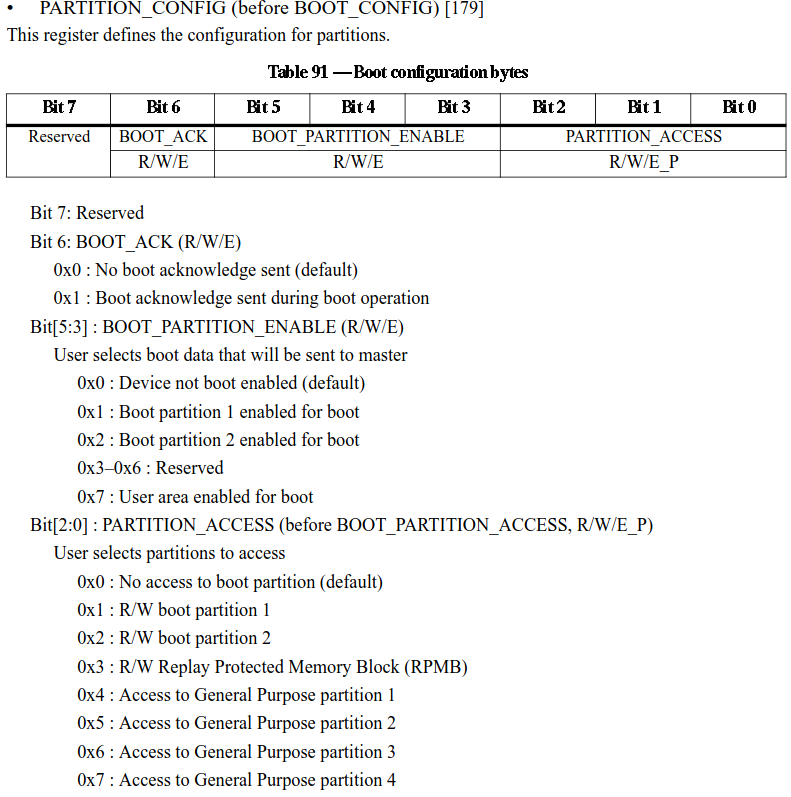 • PARTITION_CONFIG (before BOOT_CONFIG) [179]
This register defines the configuration for partitions.
Table 91 —Boot configuration bytes
Bit 7 Bit 6 Bit 5 Bit 4 Bit 3 Bit 2 Bit 1 Bit 0
Reserved BOOT_ACK BOOT_PARTITION_ENABLE PARTITION_ACCESS
R/W/E R/W/E R/W/E_P
Bit 7: Reserved
Bit 6: BOOT_ACK (R/W/E)
0x0 : No boot acknowledge sent (default)
0x1 : Boot acknowledge sent during boot operation
Bit[5:3] : BOOT_PARTITION_ENABLE (R/W/E)
User selects boot data that will be sent to master
0x0 : Device not boot enabled (default)
0x1 : Boot partition 1 enabled for boot
0x2 : Boot partition 2 enabled for boot
0x3–0x6 : Reserved
0x7 : User area enabled for boot
Bit[2:0] : PARTITION_ACCESS (before BOOT_PARTITION_ACCESS, R/W/E_P)
User selects partitions to access
0x0 : No access to boot partition (default)
0x1 : R/W boot partition 1
0x2 : R/W boot partition 2
0x3 : R/W Replay Protected Memory Block (RPMB)
0x4 : Access to General Purpose partition 1
0x5 : Access to General Purpose partition 2
0x6 : Access to General Purpose partition 3
0x7 : Access to General Purpose partition 4